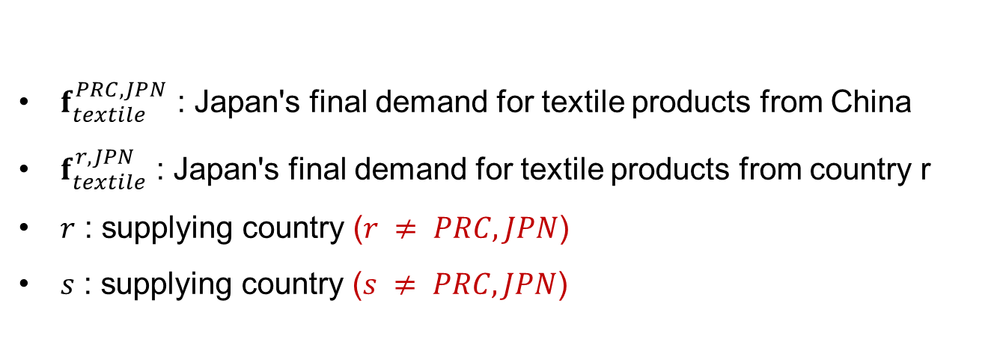 • f_{textile}^{PRC,JPN} : Japan's final demand for textile products from China
• f_{textile}^{r,JPN} : Japan's final demand for textile products from country r
• r : supplying country (r ≠ PRC,JPN)
• s : supplying country (s ≠ PRC,JPN)